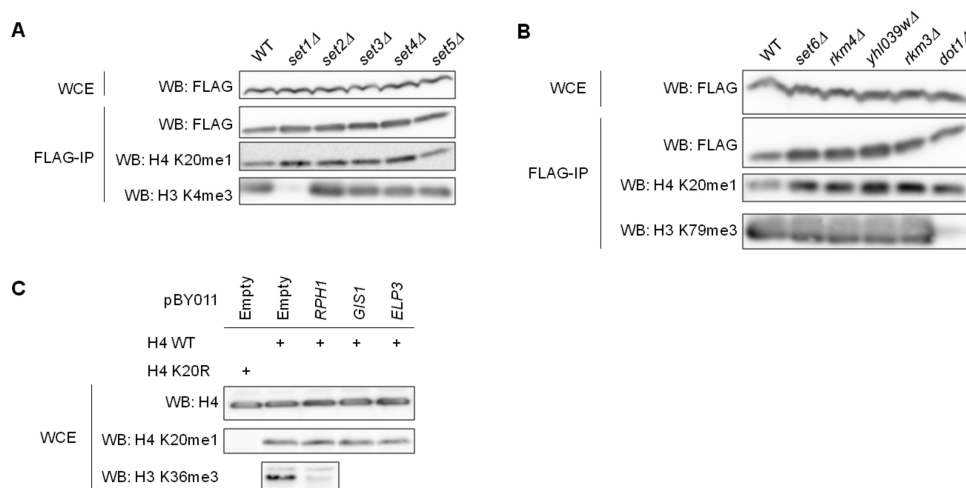 A
WT set1Δ set2Δ set3Δ set4Δ set5Δ
WCE WB: FLAG
FLAG-IP WB: FLAG
WB: H4 K20me1
WB: H3 K4me3
B
WT set6Δ rkm4Δ yhl039wΔ rkm3Δ dot1Δ
WCE WB: FLAG
FLAG-IP WB: FLAG
WB: H4 K20me1
WB: H3 K79me3
C
pBY011 Empty Empty RPH1 GIS1 ELP3
H4 WT + + + +
H4 K20R +
WCE WB: H4
WB: H4 K20me1
WB: H3 K36me3